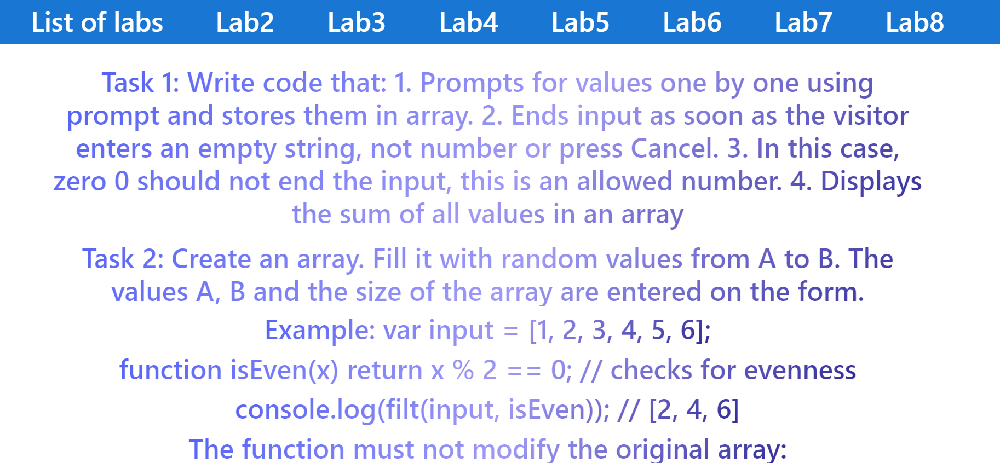 List of labs Lab2 Lab3 Lab4 Lab5 Lab6 Lab7 Lab8
Task 1: Write code that: 1. Prompts for values one by one using
prompt and stores them in array. 2. Ends input as soon as the visitor
enters an empty string, not number or press Cancel. 3. In this case,
zero 0 should not end the input, this is an allowed number. 4. Displays
the sum of all values in an array
Task 2: Create an array. Fill it with random values from A to B. The
values A, B and the size of the array are entered on the form.
Example: var input = [1, 2, 3, 4, 5, 6];
function isEven(x) return x % 2 == 0; // checks for evenness
console.log(filt(input, isEven)); // [2, 4, 6]
The function must not modify the original array: